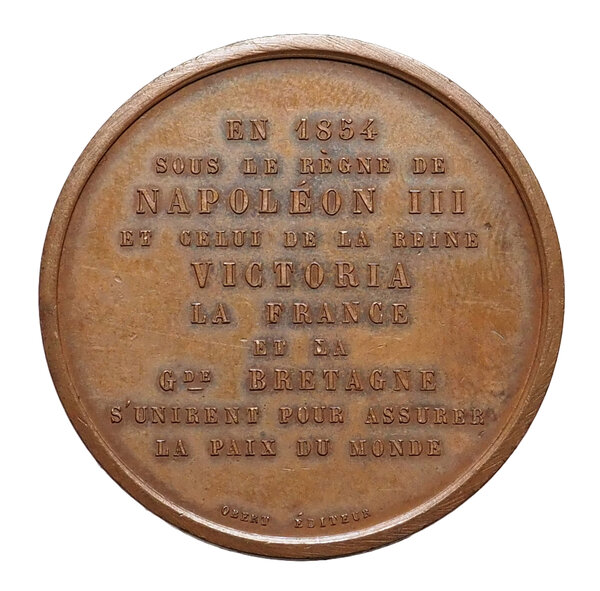 EN 1854
SOUS LE RÈGNE DE
NAPOLÉON III
ET CELUI DE LA REINE
VICTORIA
LA FRANCE
ET LA
GDE BRETAGNE
S'UNIRENT POUR ASSURER
LA PAIX DU MONDE
OBERT ÉDITEUR